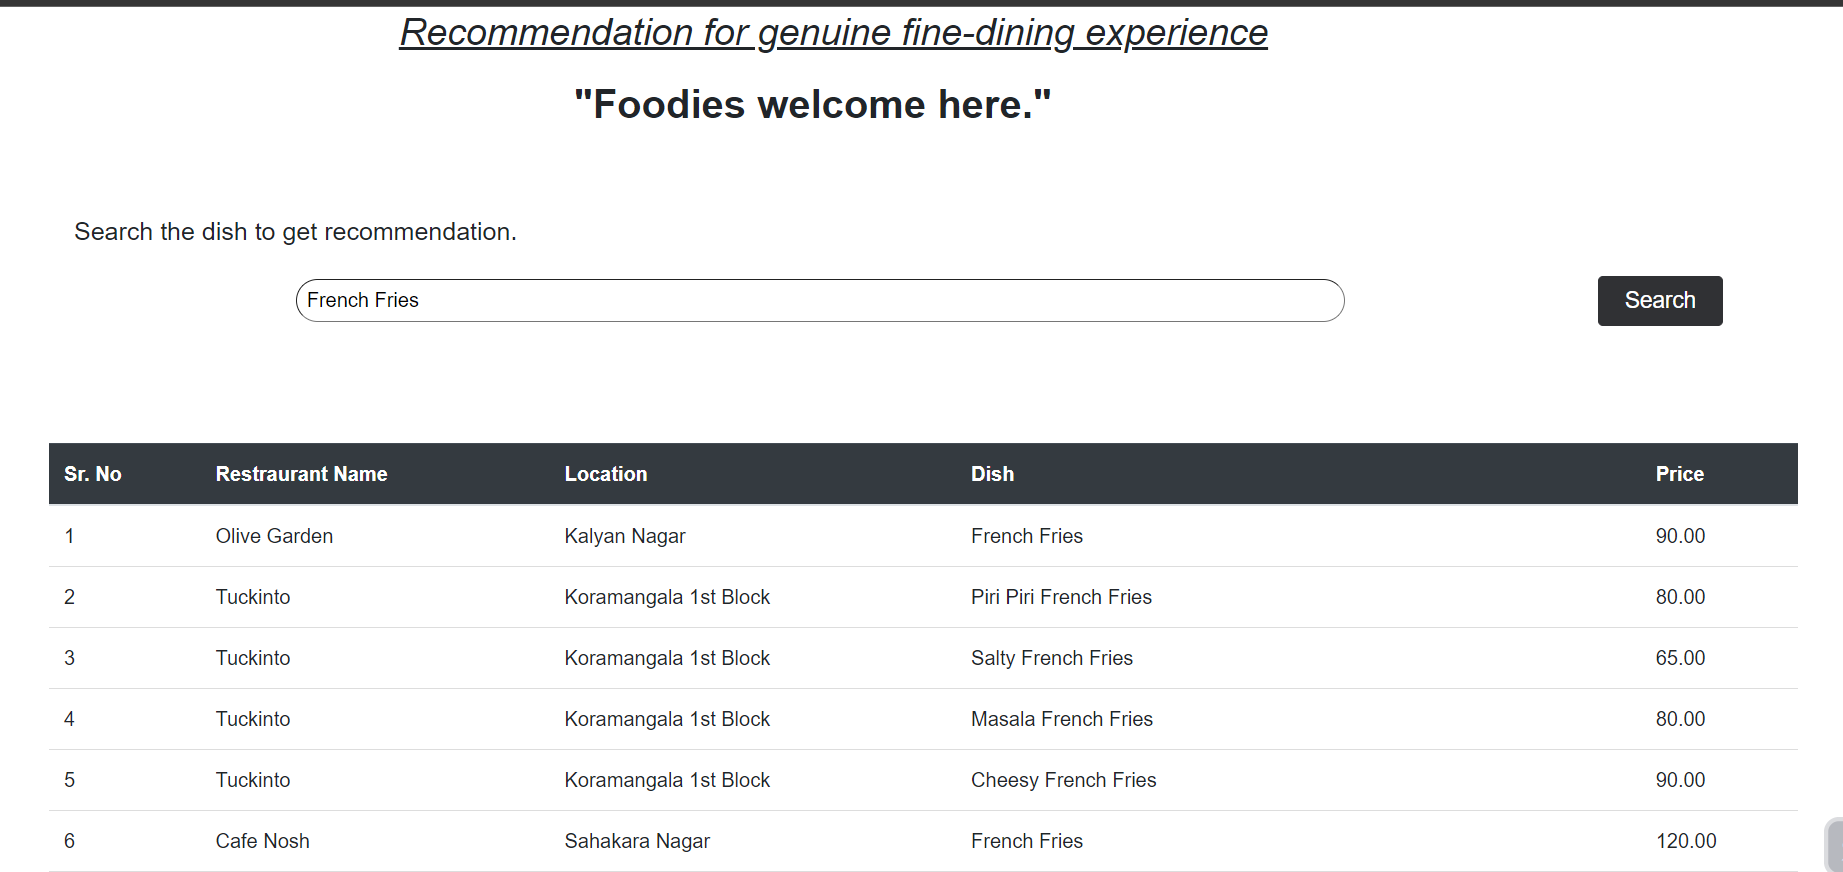 Recommendation for genuine fine-dining experience
"Foodies welcome here."
Search the dish to get recommendation.
French Fries Search
Sr. No Restraurant Name Location Dish Price
1 Olive Garden Kalyan Nagar French Fries 90.00
2 Tuckinto Koramangala 1st Block Piri Piri French Fries 80.00
3 Tuckinto Koramangala 1st Block Salty French Fries 65.00
4 Tuckinto Koramangala 1st Block Masala French Fries 80.00
5 Tuckinto Koramangala 1st Block Cheesy French Fries 90.00
6 Cafe Nosh Sahakara Nagar French Fries 120.00